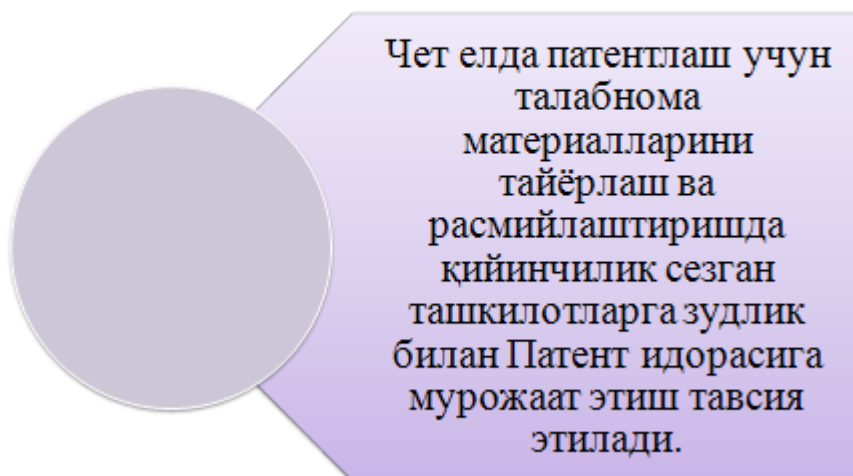 Чет елда патентлаш учун
талабнома
материалларини
тайёрлаш ва
расмийлаштиришда
қийинчилик сезган
ташкилотларга зудлик
билан Патент идорасига
мурожаат этиш тавсия
этилади.